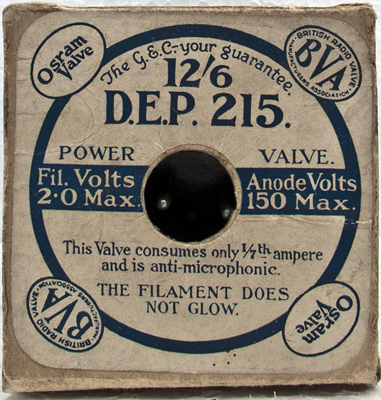 Osram
Valve
BRITISH RADIO VALVE
MANUFACTURERS ASSOCIATION
BVA
The G.E.C.-your guarantee.
12/6
D.E.P. 215.
POWER VALVE.
Fil. Volts Anode Volts
2·0 Max. 150 Max.
This Valve consumes only 1/7th ampere
and is anti-microphonic.
THE FILAMENT DOES
NOT GLOW.
BRITISH RADIO VALVE
MANUFACTURERS ASSOCIATION
BVA
Osram
Valve